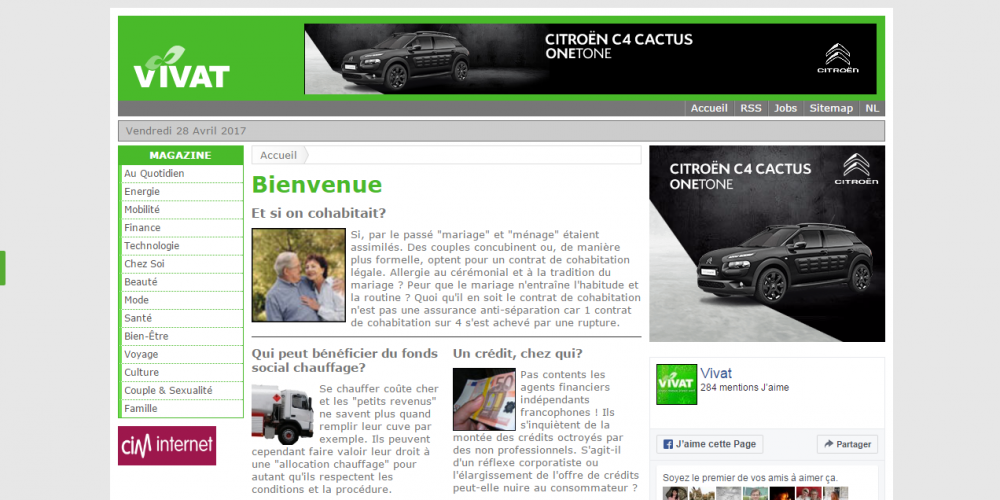 VIVAT
CITROËN C4 CACTUS
ONETONE
CITROËN
Accueil RSS Jobs Sitemap NL
Vendredi 28 Avril 2017
MAGAZINE
Au Quotidien
Energie
Mobilité
Finance
Technologie
Chez Soi
Beauté
Mode
Santé
Bien-Être
Voyage
Culture
Couple & Sexualité
Famille
CiM internet
Accueil
Bienvenue
Et si on cohabitait?
Si, par le passé "mariage" et "ménage" étaient
assimilés. Des couples concubinent ou, de manière
plus formelle, optent pour un contrat de cohabitation
légale. Allergie au cérémonial et à la tradition du
mariage ? Peur que le mariage n'entraîne l'habitude et
la routine ? Quoi qu'il en soit le contrat de cohabitation
n'est pas une assurance anti-séparation car 1 contrat
de cohabitation sur 4 s'est achevé par une rupture.
Qui peut bénéficier du fonds
social chauffage?
Se chauffer coûte cher
et les "petits revenus"
ne savent plus quand
remplir leur cuve par
exemple. Ils peuvent
cependant faire valoir leur droit à
une "allocation chauffage" pour
autant qu'ils respectent les
conditions et la procédure.
Un crédit, chez qui?
Pas contents les
agents financiers
indépendants
francophones ! Ils
s'inquiètent de la
montée des crédits octroyés par
des non professionnels. S'agit-il
d'un réflexe corporatiste ou
l'élargissement de l'offre de crédits
peut-elle nuire au consommateur ?
CITROËN C4 CACTUS
ONETONE
CITROËN
VIVAT
Vivat
284 mentions J'aime
J'aime cette Page
Partager
Soyez le premier de vos amis à aimer ça.